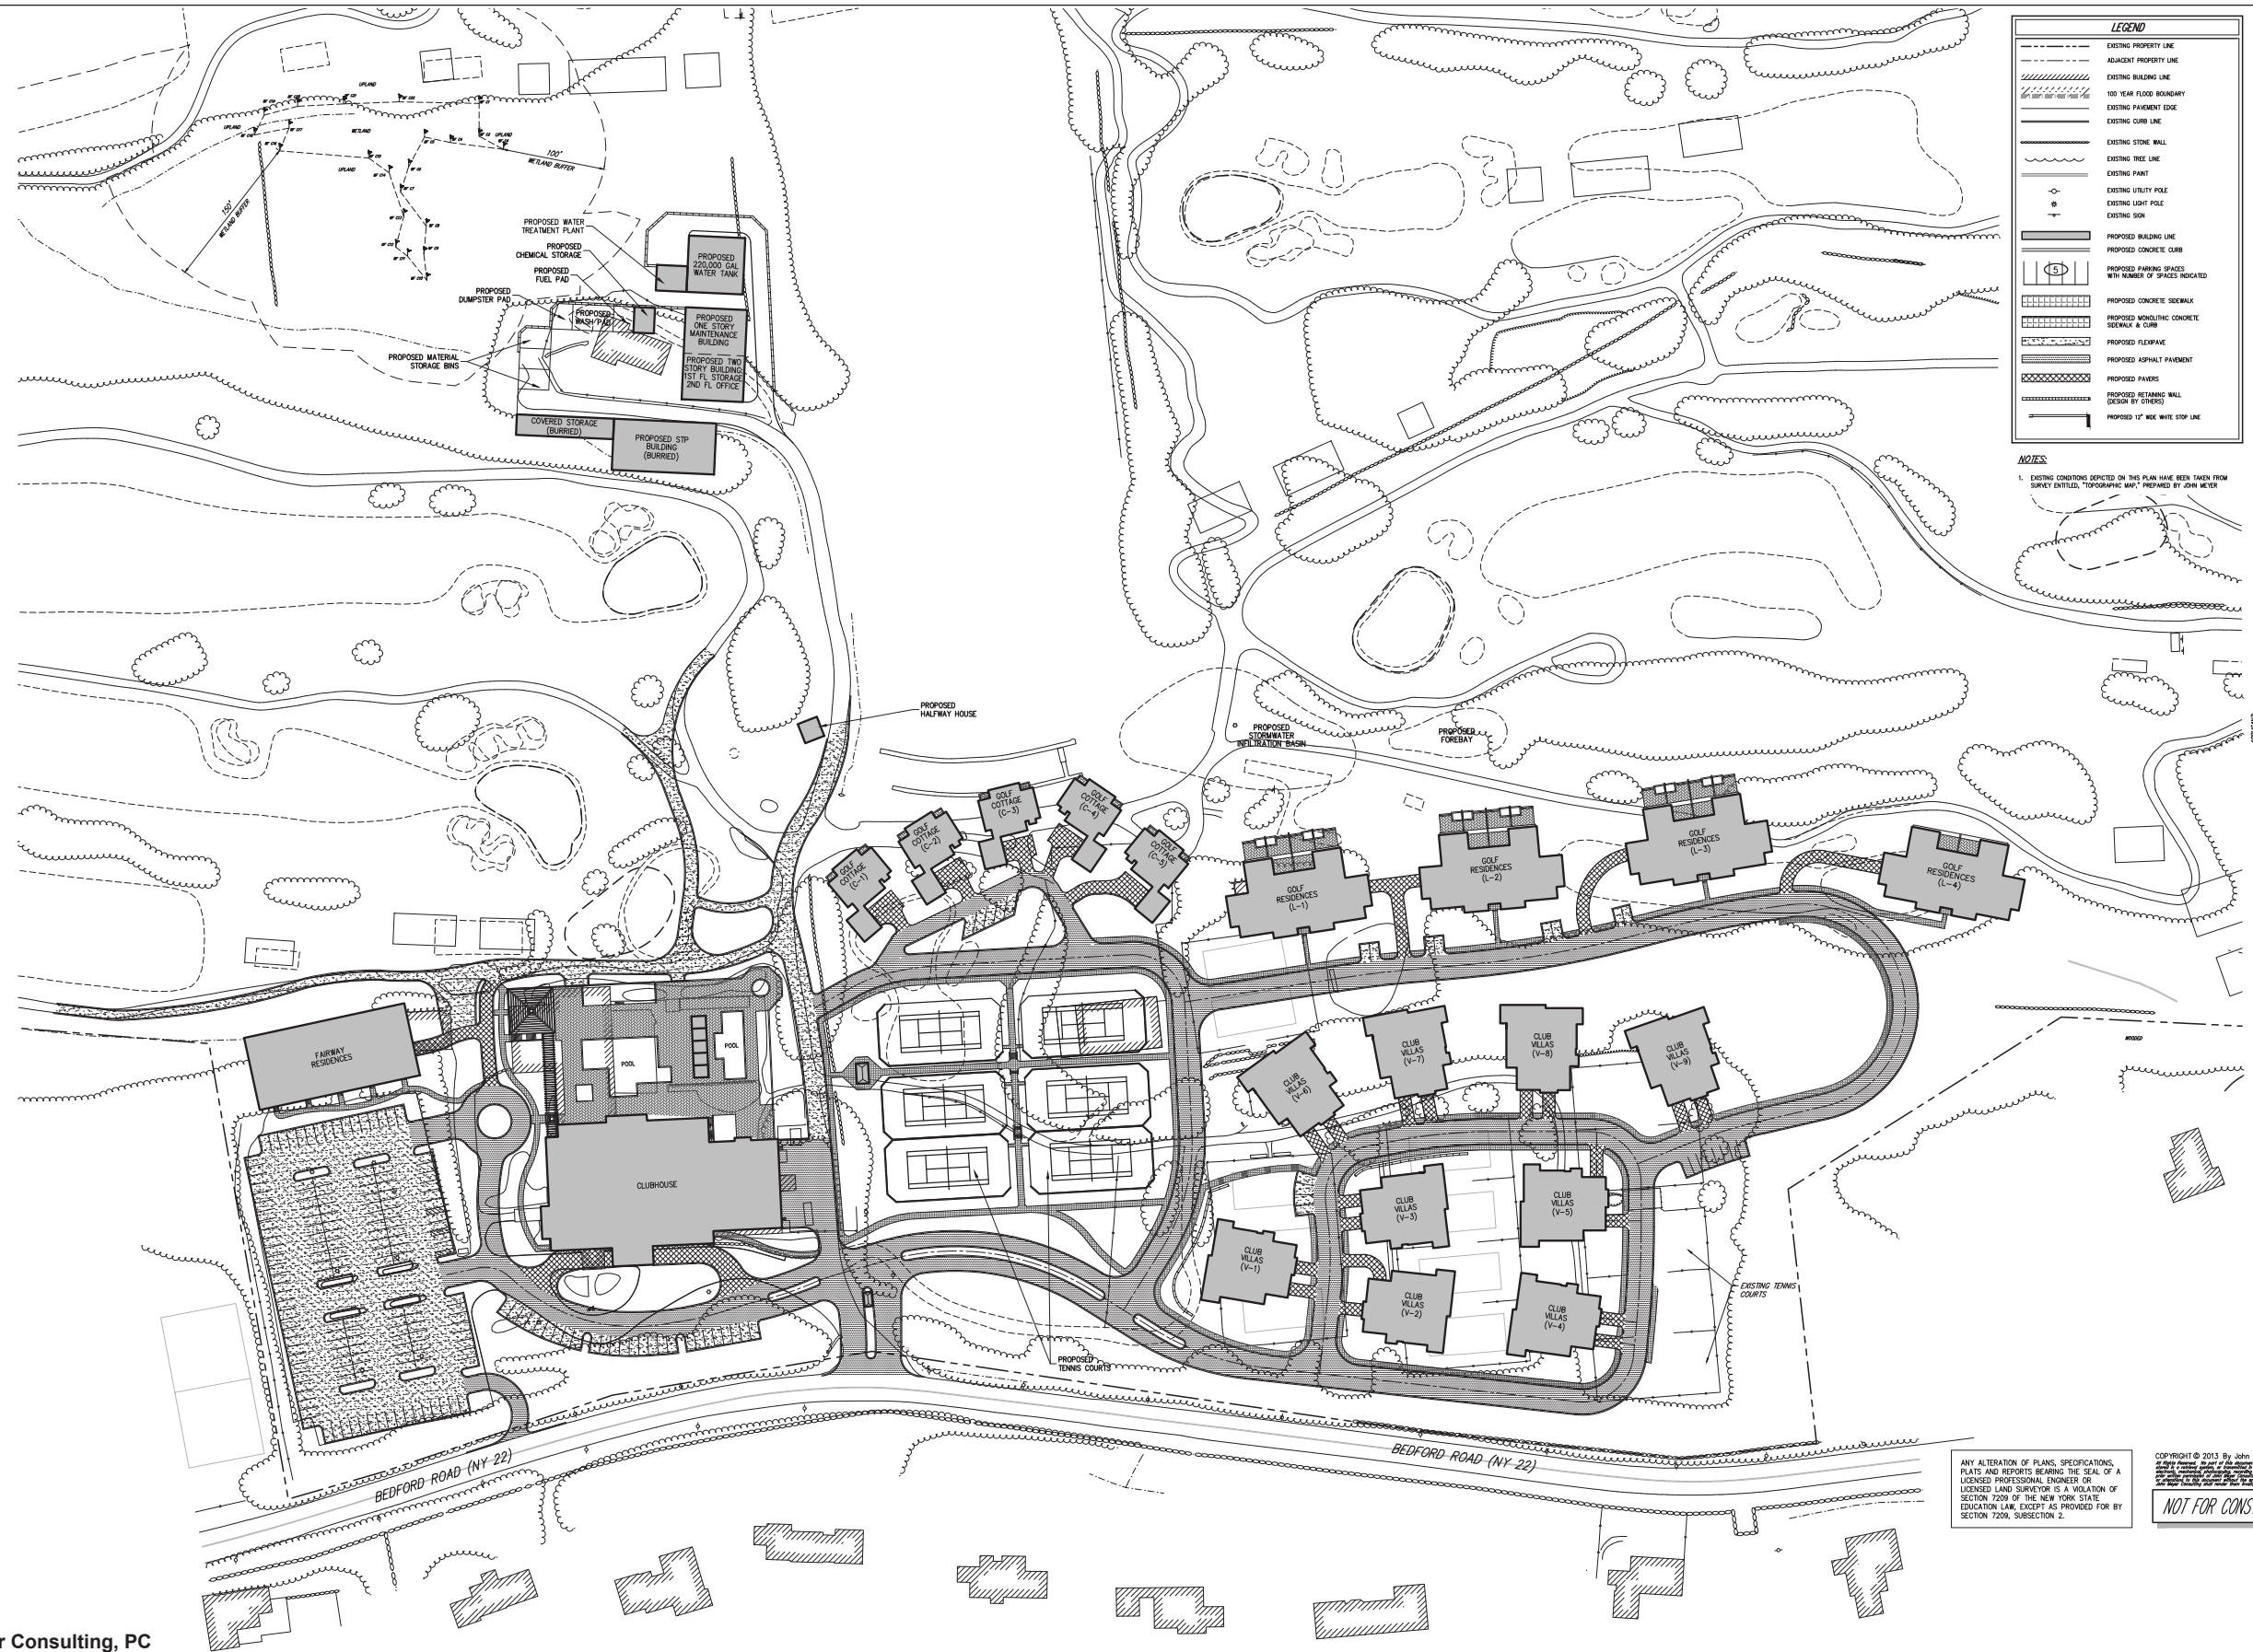 LEGEND
EXISTING PROPERTY LINE
ADJACENT PROPERTY LINE
EXISTING BUILDING LINE
100 YEAR FLOOD BOUNDARY
EXISTING PAVEMENT EDGE
EXISTING CURB LINE
EXISTING STONE WALL
EXISTING TREE LINE
EXISTING PAINT
EXISTING UTILITY POLE
EXISTING LIGHT POLE
EXISTING SIGN
PROPOSED BUILDING LINE
PROPOSED CONCRETE CURB
5
PROPOSED PARKING SPACES
WITH NUMBER OF SPACES INDICATED
PROPOSED CONCRETE SIDEWALK
PROPOSED MONOLITHIC CONCRETE
SIDEWALK & CURB
PROPOSED FLEXIPAVE
PROPOSED ASPHALT PAVEMENT
PROPOSED PAVERS
PROPOSED RETAINING WALL
(DESIGN BY OTHERS)
PROPOSED 12" WIDE WHITE STOP LINE
NOTES:
1. EXISTING CONDITIONS DEPICTED ON THIS PLAN HAVE BEEN TAKEN FROM
SURVEY ENTITLED, "TOPOGRAPHIC MAP," PREPARED BY JOHN MEYER
UPLAND
UPLAND
WETLAND
UPLAND
UPLAND
100'
WETLAND BUFFER
150'
WETLAND BUFFER
PROPOSED WATER
TREATMENT PLANT
PROPOSED
CHEMICAL STORAGE
PROPOSED
FUEL PAD
PROPOSED
DUMPSTER PAD
PROPOSED
WASH PAD
PROPOSED MATERIAL
STORAGE BINS
PROPOSED
220,000 GAL
WATER TANK
PROPOSED
ONE STORY
MAINTENANCE
BUILDING
PROPOSED TWO
STORY BUILDING:
1ST FL STORAGE
2ND FL OFFICE
COVERED STORAGE
(BURRIED)
PROPOSED STP
BUILDING
(BURRIED)
PROPOSED
HALFWAY HOUSE
PROPOSED
STORMWATER
INFILTRATION BASIN
PROPOSED
FOREBAY
GOLF
COTTAGE
(C-1)
GOLF
COTTAGE
(C-2)
GOLF
COTTAGE
(C-3)
GOLF
COTTAGE
(C-4)
GOLF
COTTAGE
(C-5)
GOLF
RESIDENCES
(L-1)
GOLF
RESIDENCES
(L-2)
GOLF
RESIDENCES
(L-3)
GOLF
RESIDENCES
(L-4)
FAIRWAY
RESIDENCES
POOL
POOL
CLUBHOUSE
CLUB
VILLAS
(V-6)
CLUB
VILLAS
(V-7)
CLUB
VILLAS
(V-8)
CLUB
VILLAS
(V-9)
CLUB
VILLAS
(V-3)
CLUB
VILLAS
(V-5)
CLUB
VILLAS
(V-1)
CLUB
VILLAS
(V-2)
CLUB
VILLAS
(V-4)
WOODED
EXISTING TENNIS
COURTS
PROPOSED
TENNIS COURTS
BEDFORD ROAD (NY 22)
BEDFORD ROAD (NY 22)
ANY ALTERATION OF PLANS, SPECIFICATIONS,
PLATS AND REPORTS BEARING THE SEAL OF A
LICENSED PROFESSIONAL ENGINEER OR
LICENSED LAND SURVEYOR IS A VIOLATION OF
SECTION 7209 OF THE NEW YORK STATE
EDUCATION LAW, EXCEPT AS PROVIDED FOR BY
SECTION 7209, SUBSECTION 2.
COPYRIGHT © 2013 By John
NOT FOR CONS
r Consulting, PC